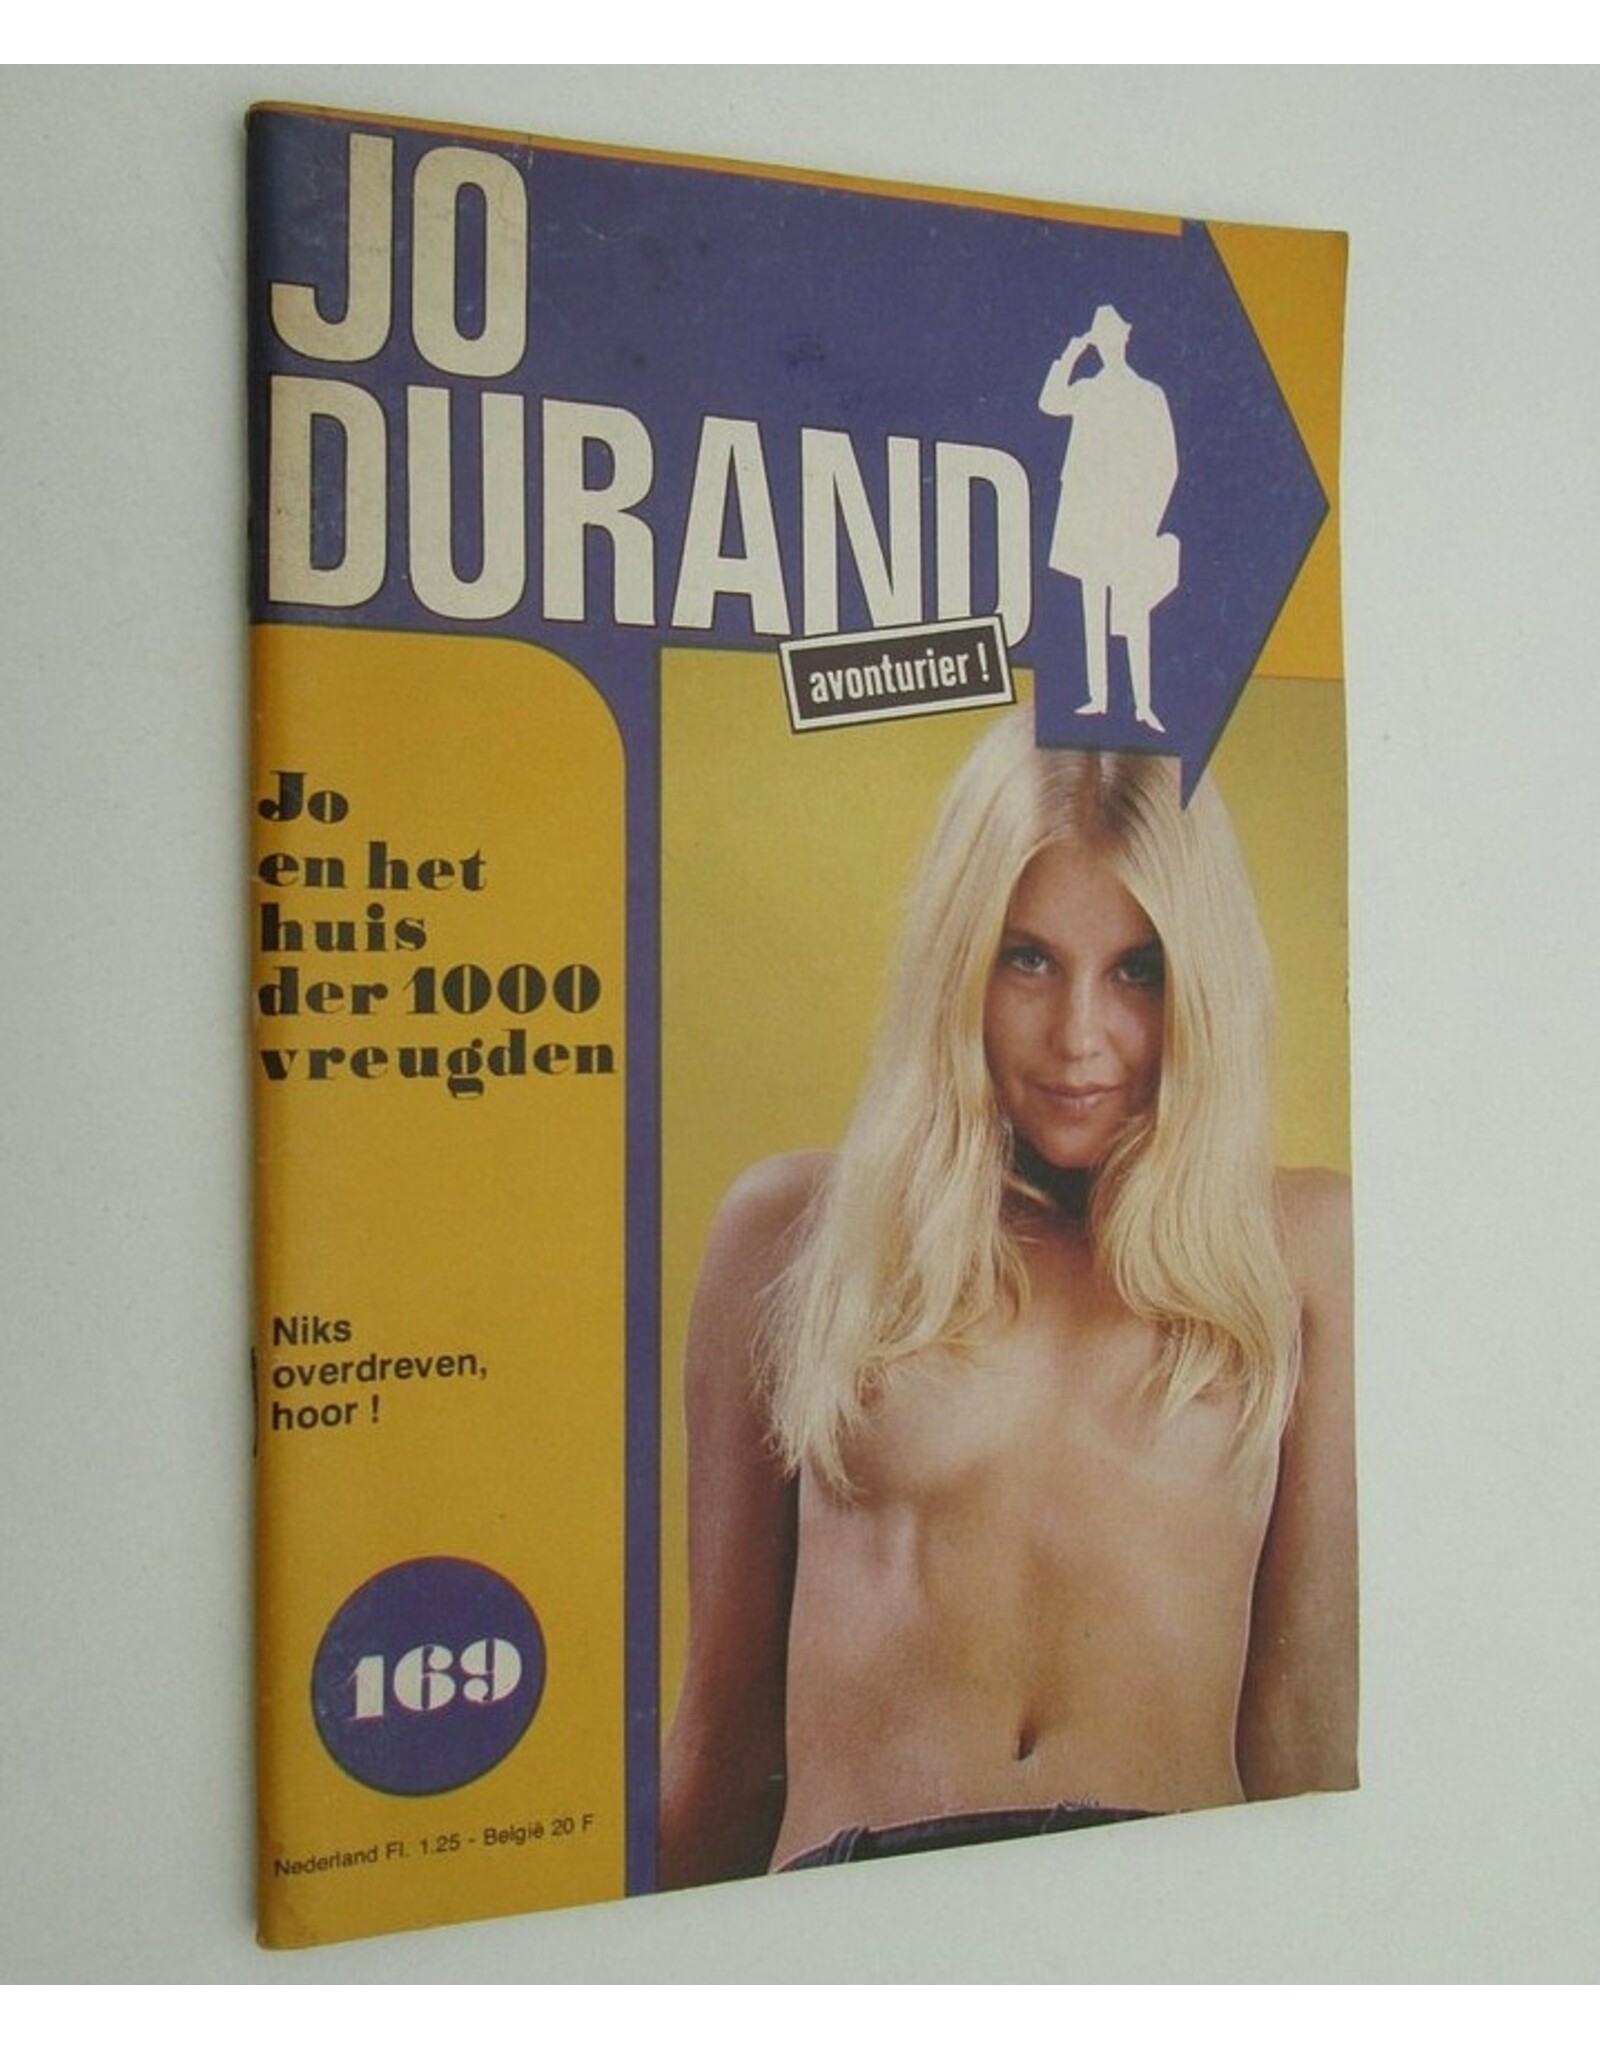 JO
DURAND
avonturier !
Jo
en het
huis
der 1000
vreugden
Niks
overdreven,
hoor !
169
Nederland Fl. 1.25 - België 20 F